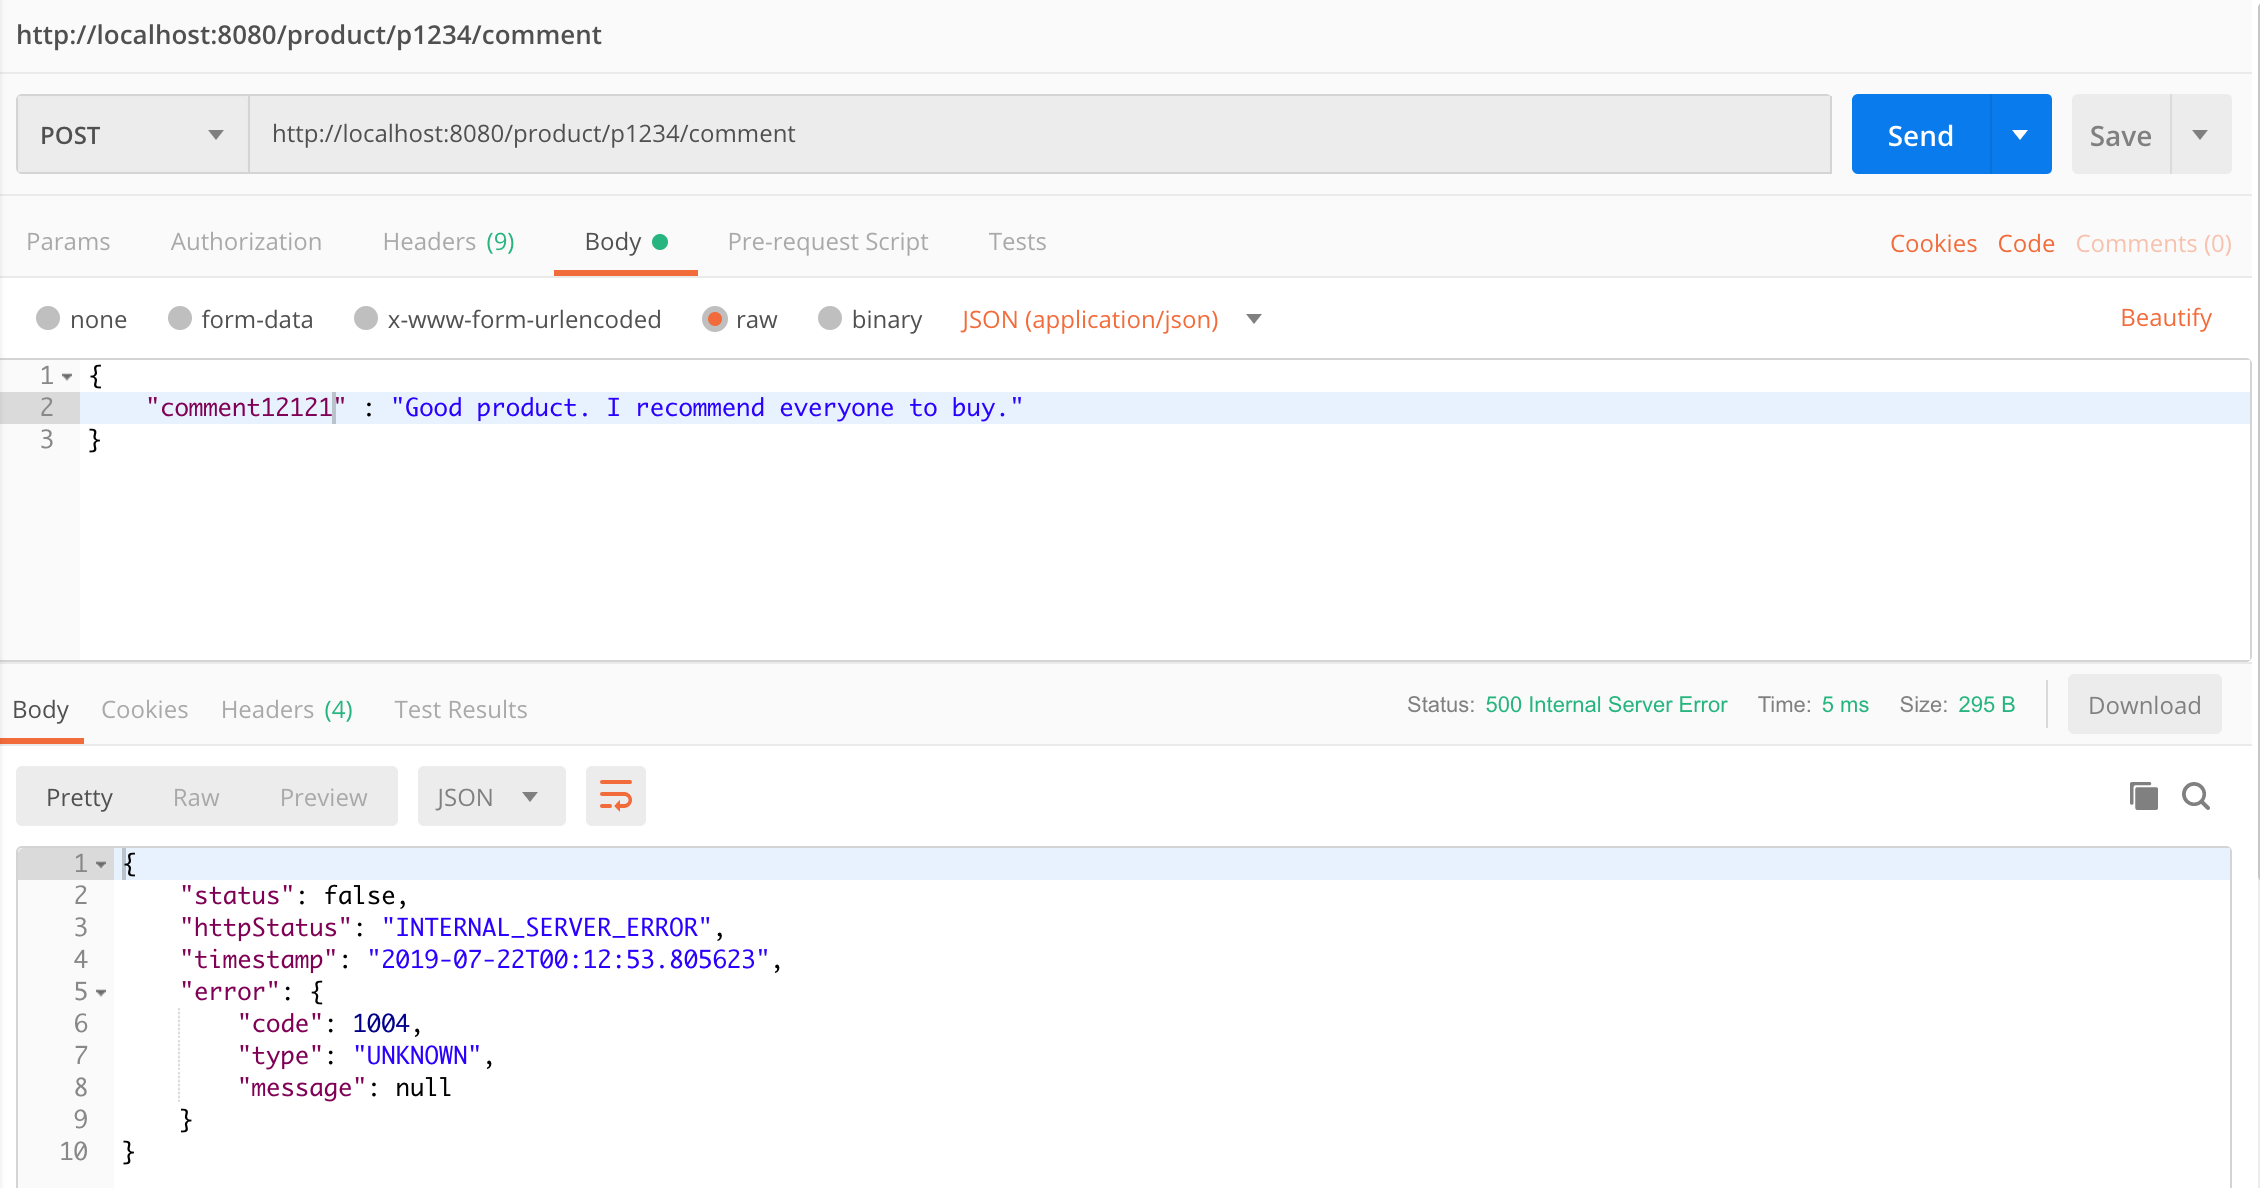 http://localhost:8080/product/p1234/comment
POST http://localhost:8080/product/p1234/comment Send Save
Params Authorization Headers (9) Body Pre-request Script Tests Cookies Code Comments (0)
none form-data x-www-form-urlencoded raw binary JSON (application/json) Beautify
1 {
2 "comment12121" : "Good product. I recommend everyone to buy."
3 }
Body Cookies Headers (4) Test Results Status: 500 Internal Server Error Time: 5 ms Size: 295 B Download
Pretty Raw Preview JSON
1 {
2 "status": false,
3 "httpStatus": "INTERNAL_SERVER_ERROR",
4 "timestamp": "2019-07-22T00:12:53.805623",
5 "error": {
6 "code": 1004,
7 "type": "UNKNOWN",
8 "message": null
9 }
10 }